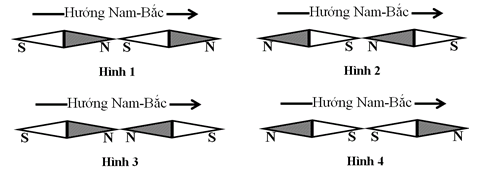 Hướng Nam-Bắc Hướng Nam-Bắc
S N S N N S N S
Hình 1 Hình 2
Hướng Nam-Bắc Hướng Nam-Bắc
S N N S N S S N
Hình 3 Hình 4